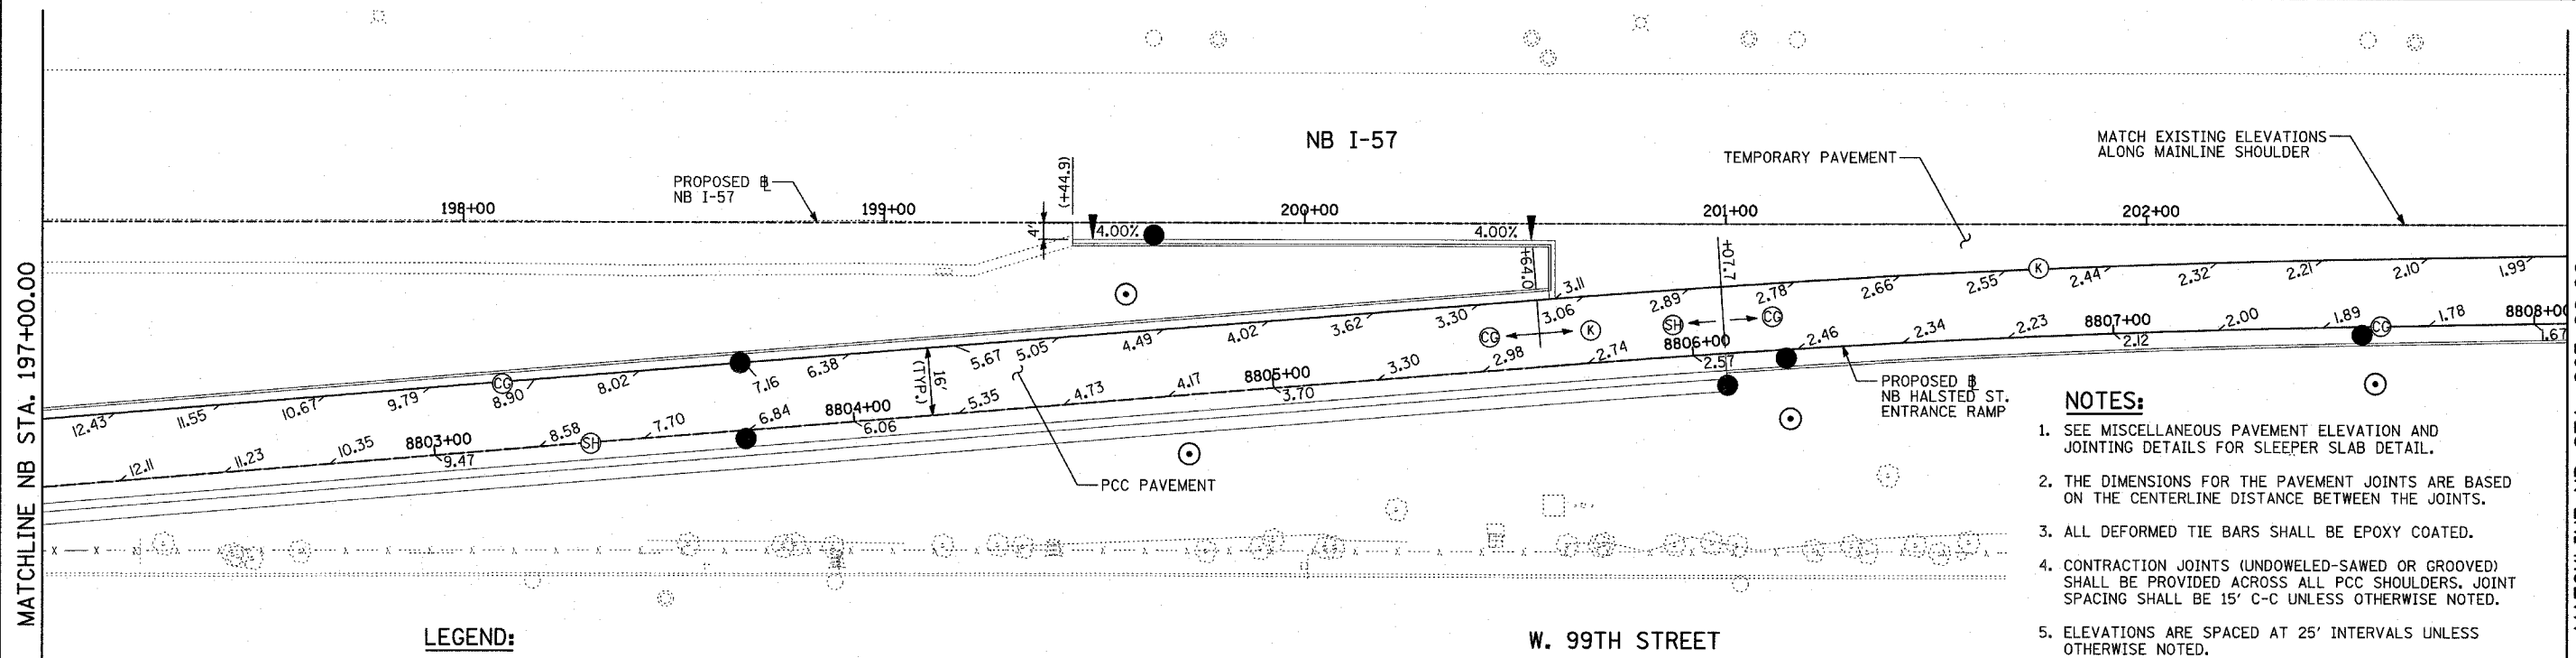 MATCHLINE NB STA. 197+00.00
NB I-57
PROPOSED ℄
NB I-57
(+44.9)
TEMPORARY PAVEMENT
MATCH EXISTING ELEVATIONS
ALONG MAINLINE SHOULDER
198+00
199+00
200+00
201+00
202+00
4'
4.00%
4.00%
+64.0
+07.7
12.43
11.55
10.67
9.79
CG
8.90
8.02
7.16
6.38
5.67
5.05
4.49
4.02
3.62
3.30
3.06
3.11
2.89
2.78
2.66
2.55
K
2.44
2.32
2.21
2.10
1.99
CG
K
SH
CG
16'
(TYP.)
12.11
11.23
10.35
8803+00
9.47
8.58
SH
7.70
6.84
8804+00
6.06
5.35
4.73
4.17
8805+00
3.70
3.30
2.98
2.74
8806+00
2.57
2.46
2.34
2.23
8807+00
2.12
2.00
1.89
CG
1.78
8808+00
1.67
PCC PAVEMENT
PROPOSED ℄
NB HALSTED ST.
ENTRANCE RAMP
NOTES:
1. SEE MISCELLANEOUS PAVEMENT ELEVATION AND
JOINTING DETAILS FOR SLEEPER SLAB DETAIL.
2. THE DIMENSIONS FOR THE PAVEMENT JOINTS ARE BASED
ON THE CENTERLINE DISTANCE BETWEEN THE JOINTS.
3. ALL DEFORMED TIE BARS SHALL BE EPOXY COATED.
4. CONTRACTION JOINTS (UNDOWELED-SAWED OR GROOVED)
SHALL BE PROVIDED ACROSS ALL PCC SHOULDERS. JOINT
SPACING SHALL BE 15' C-C UNLESS OTHERWISE NOTED.
5. ELEVATIONS ARE SPACED AT 25' INTERVALS UNLESS
OTHERWISE NOTED.
LEGEND:
W. 99TH STREET